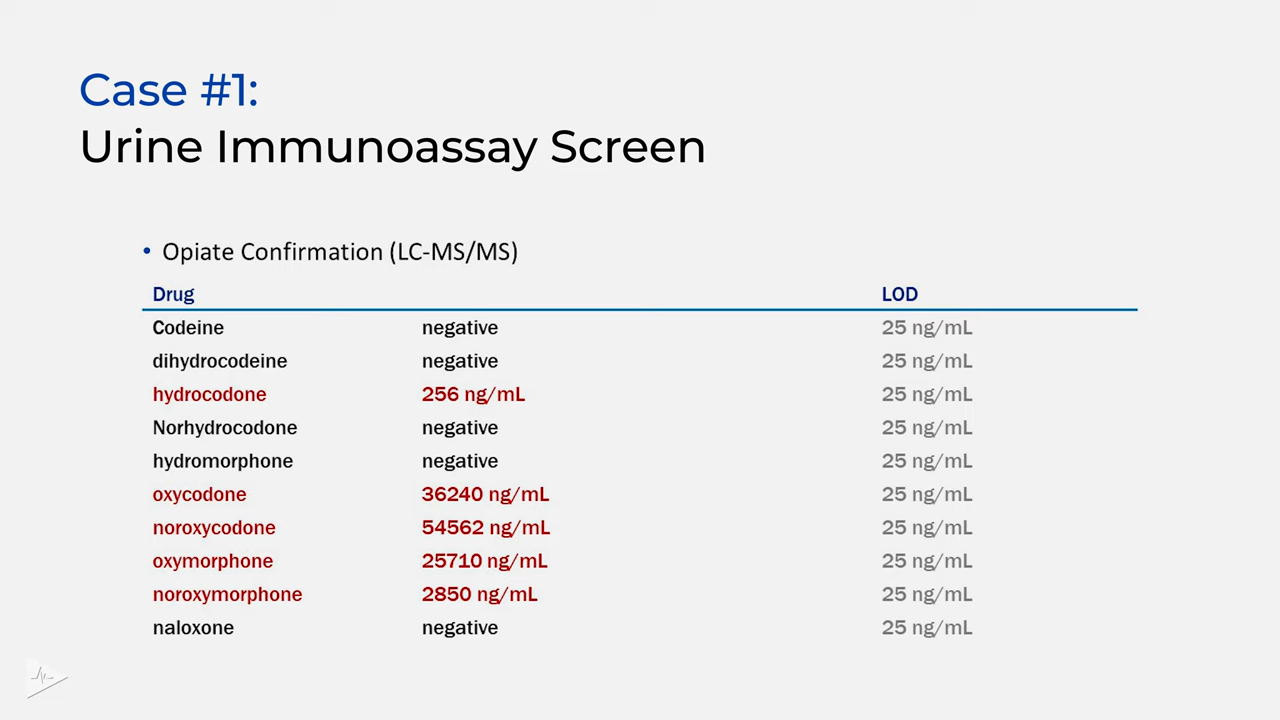 Case #1:
Urine Immunoassay Screen
• Opiate Confirmation (LC-MS/MS)
Drug LOD
Codeine negative 25 ng/mL
dihydrocodeine negative 25 ng/mL
hydrocodone 256 ng/mL 25 ng/mL
Norhydrocodone negative 25 ng/mL
hydromorphone negative 25 ng/mL
oxycodone 36240 ng/mL 25 ng/mL
noroxycodone 54562 ng/mL 25 ng/mL
oxymorphone 25710 ng/mL 25 ng/mL
noroxymorphone 2850 ng/mL 25 ng/mL
naloxone negative 25 ng/mL